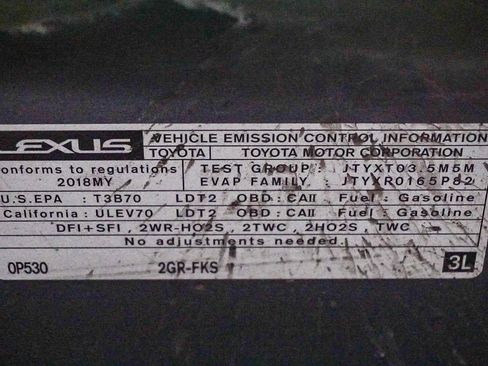 LEXUS VEHICLE EMISSION CONTROL INFORMATION
TOYOTA TOYOTA MOTOR CORPORATION
onforms to regulations TEST GROUP : JTYXT03.5M5M
2018MY EVAP FAMILY JTYXR0165P82
U.S.EPA : T3B70 LDT2 OBD : CAII Fuel : Gasoline
California : ULEV70 LDT2 OBD : CAII Fuel : Gasoline
DFI+SFI , 2WR-HO2S , 2TWC , 2HO2S , TWC
No adjustments needed.
0P530 2GR-FKS 3L